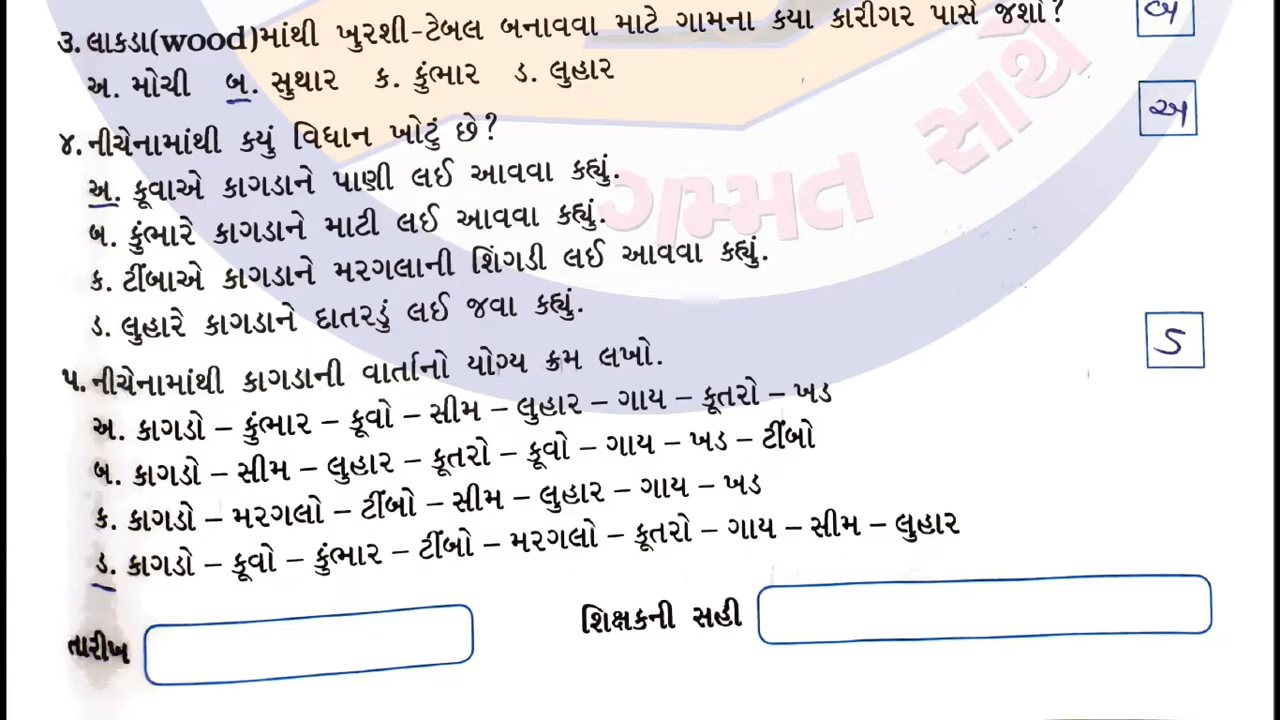 ૩. લાકડા(wood)માંથી ખુરશી-ટેબલ બનાવવા માટે ગામના કયા કારીગર પાસે જશો?
બ
અ. મોચી બ. સુથાર ક. કુંભાર ડ. લુહાર
૪. નીચેનામાંથી કયું વિધાન ખોટું છે?
અ
અ. કૂવાએ કાગડાને પાણી લઈ આવવા કહ્યું.
બ. કુંભારે કાગડાને માટી લઈ આવવા કહ્યું.
ક. ટીંબાએ કાગડાને મરગલાની શિંગડી લઈ આવવા કહ્યું.
ડ. લુહારે કાગડાને દાતરડું લઈ જવા કહ્યું.
૫. નીચેનામાંથી કાગડાની વાર્તાનો યોગ્ય ક્રમ લખો.
ડ
અ. કાગડો – કુંભાર – કૂવો – સીમ – લુહાર – ગાય – કૂતરો – ખડ
બ. કાગડો – સીમ – લુહાર – કૂતરો – કૂવો – ગાય – ખડ – ટીંબો
ક. કાગડો – મરગલો – ટીંબો – સીમ – લુહાર – ગાય – ખડ
ડ. કાગડો – કૂવો – કુંભાર – ટીંબો – મરગલો – કૂતરો – ગાય – સીમ – લુહાર
તારીખ
શિક્ષકની સહી
ગમ્મત સાથે